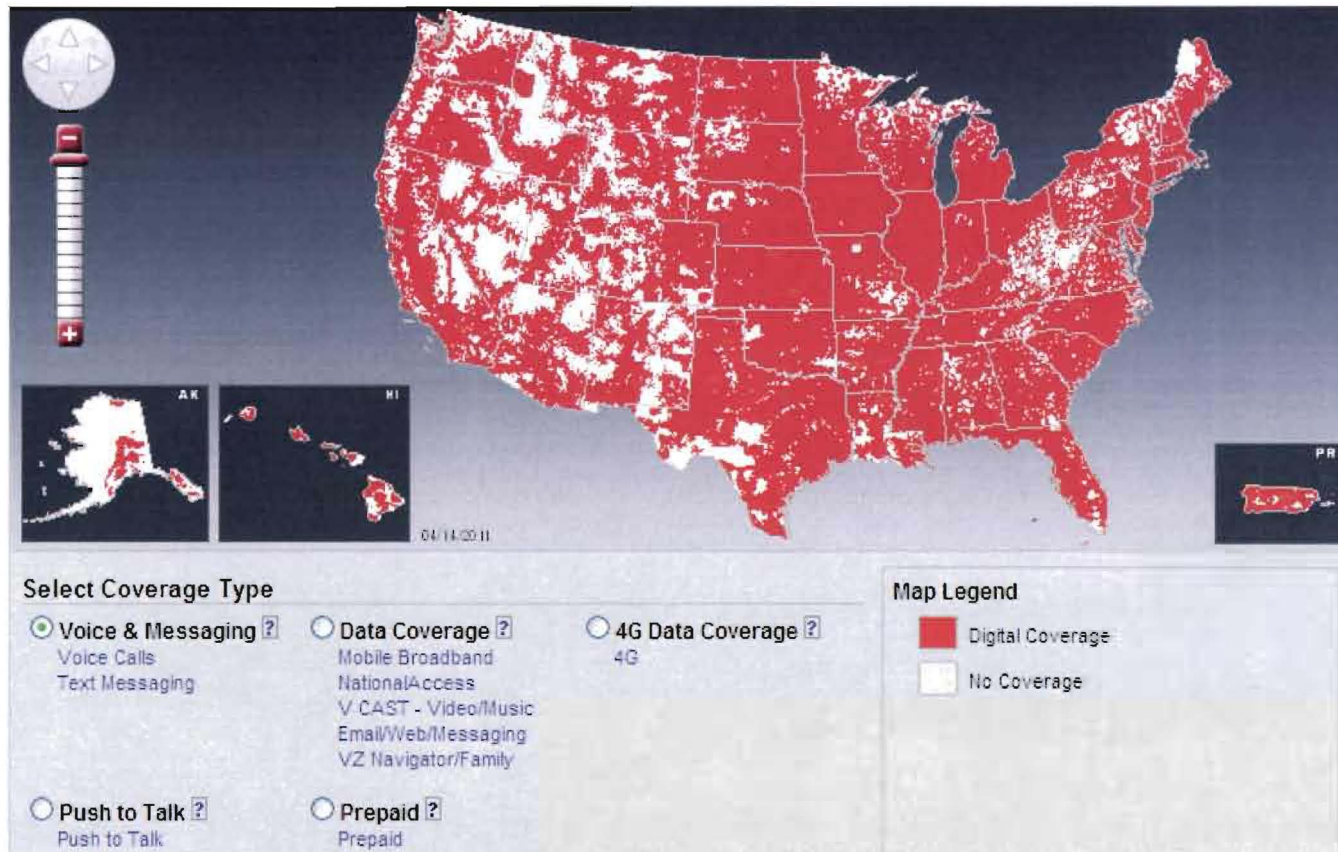 AK
HI
PR
04/14/2011
Select Coverage Type
Voice & Messaging ?
Voice Calls
Text Messaging
Data Coverage ?
Mobile Broadband
NationalAccess
V CAST - Video/Music
Email/Web/Messaging
VZ Navigator/Family
4G Data Coverage ?
4G
Push to Talk ?
Push to Talk
Prepaid ?
Prepaid
Map Legend
Digital Coverage
No Coverage